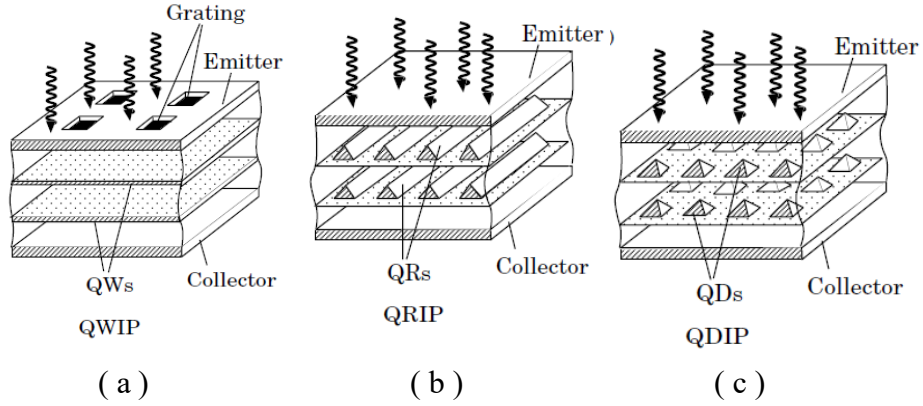 Grating
Emitter
Collector
QWs
QWIP
( a )
Emitter )
Collector
QRs
QRIP
( b )
Emitter
Collector
QDs
QDIP
( c )